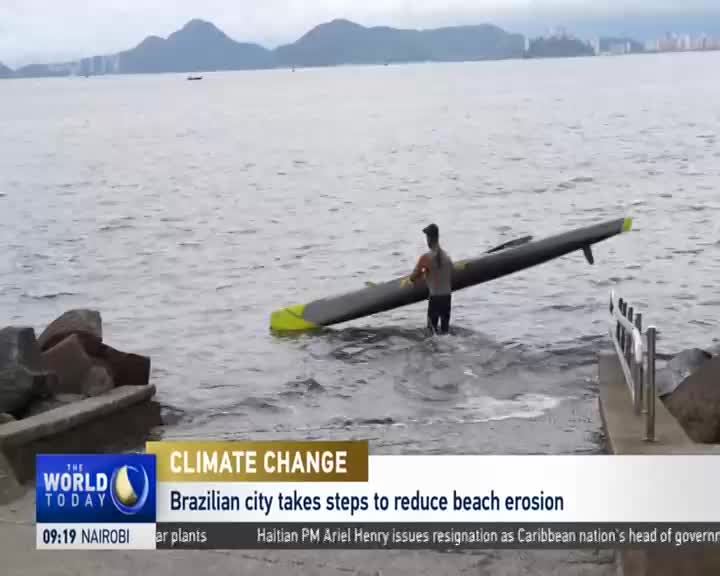 CLIMATE CHANGE
THE
WORLD
TODAY
Brazilian city takes steps to reduce beach erosion
09:19 NAIROBI
ar plants Haitian PM Ariel Henry issues resignation as Caribbean nation's head of governm